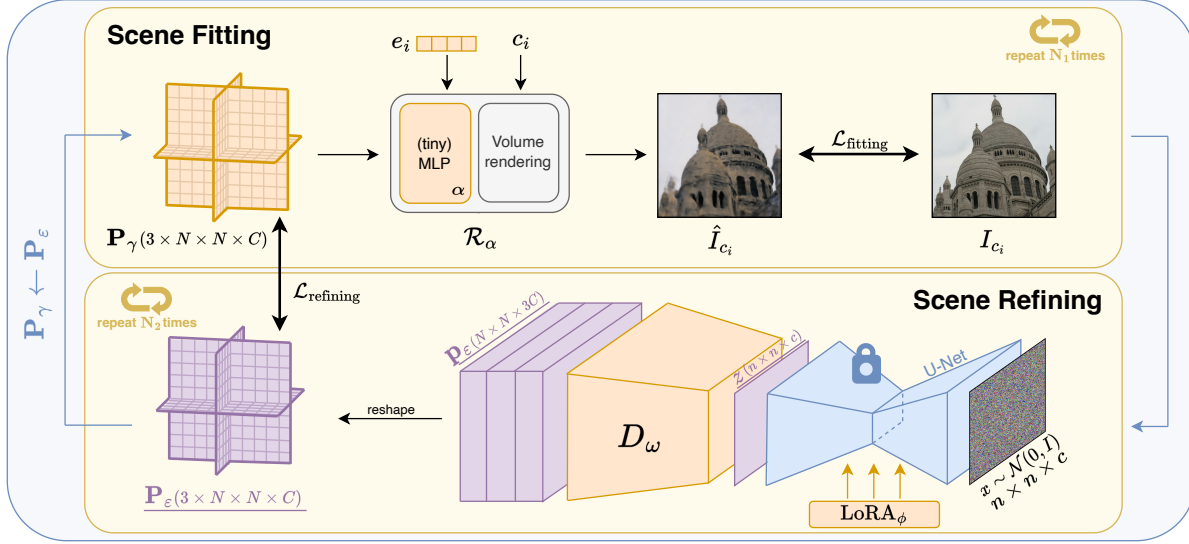 Scene Fitting
e_i
c_i
repeat N₁ times
(tiny)
MLP
α
Volume
rendering
𝓛_fitting
P_γ (3 × N × N × C)
𝓡_α
Î_{c_i}
I_{c_i}
P_γ ← P_ε
𝓛_refining
repeat N₂ times
Scene Refining
p_ε (N × N × 3C)
z (n × n × c)
U-Net
reshape
D_ω
P_ε (3 × N × N × C)
LoRA_ϕ
x ∼ 𝒩(0, I)
n × n × c